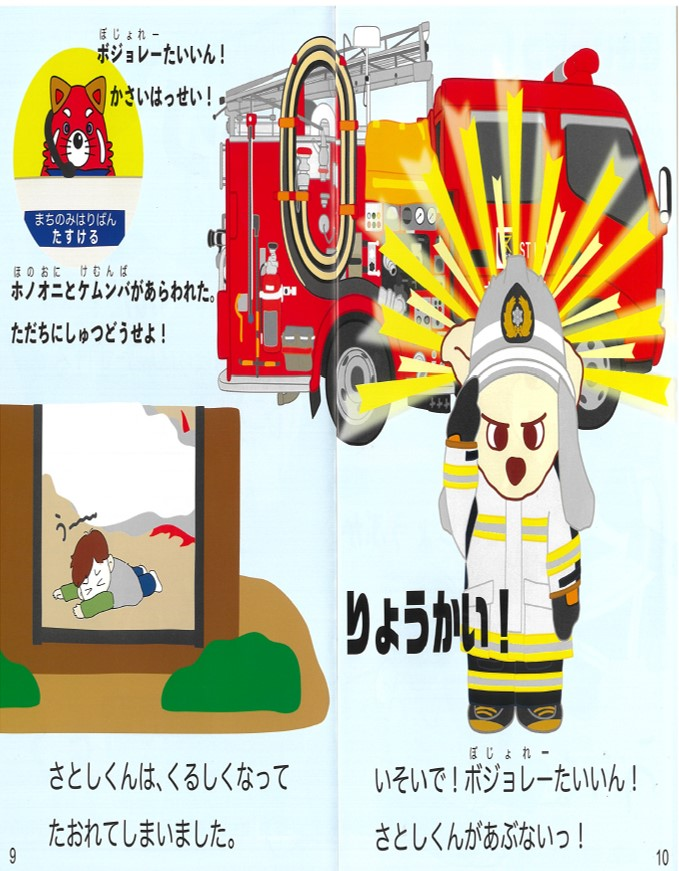 ぼじょれー
ボジョレーたいいん！
かさいはっせい！
まちのみはりばん
たすける
ほのおに　けむんば
ホノオニとケムンバがあらわれた。
ただちにしゅつどうせよ！
う～
りょうかい！
さとしくんは、くるしくなって
たおれてしまいました。
9
ぼじょれー
いそいで！ボジョレーたいいん！
さとしくんがあぶないっ！
10